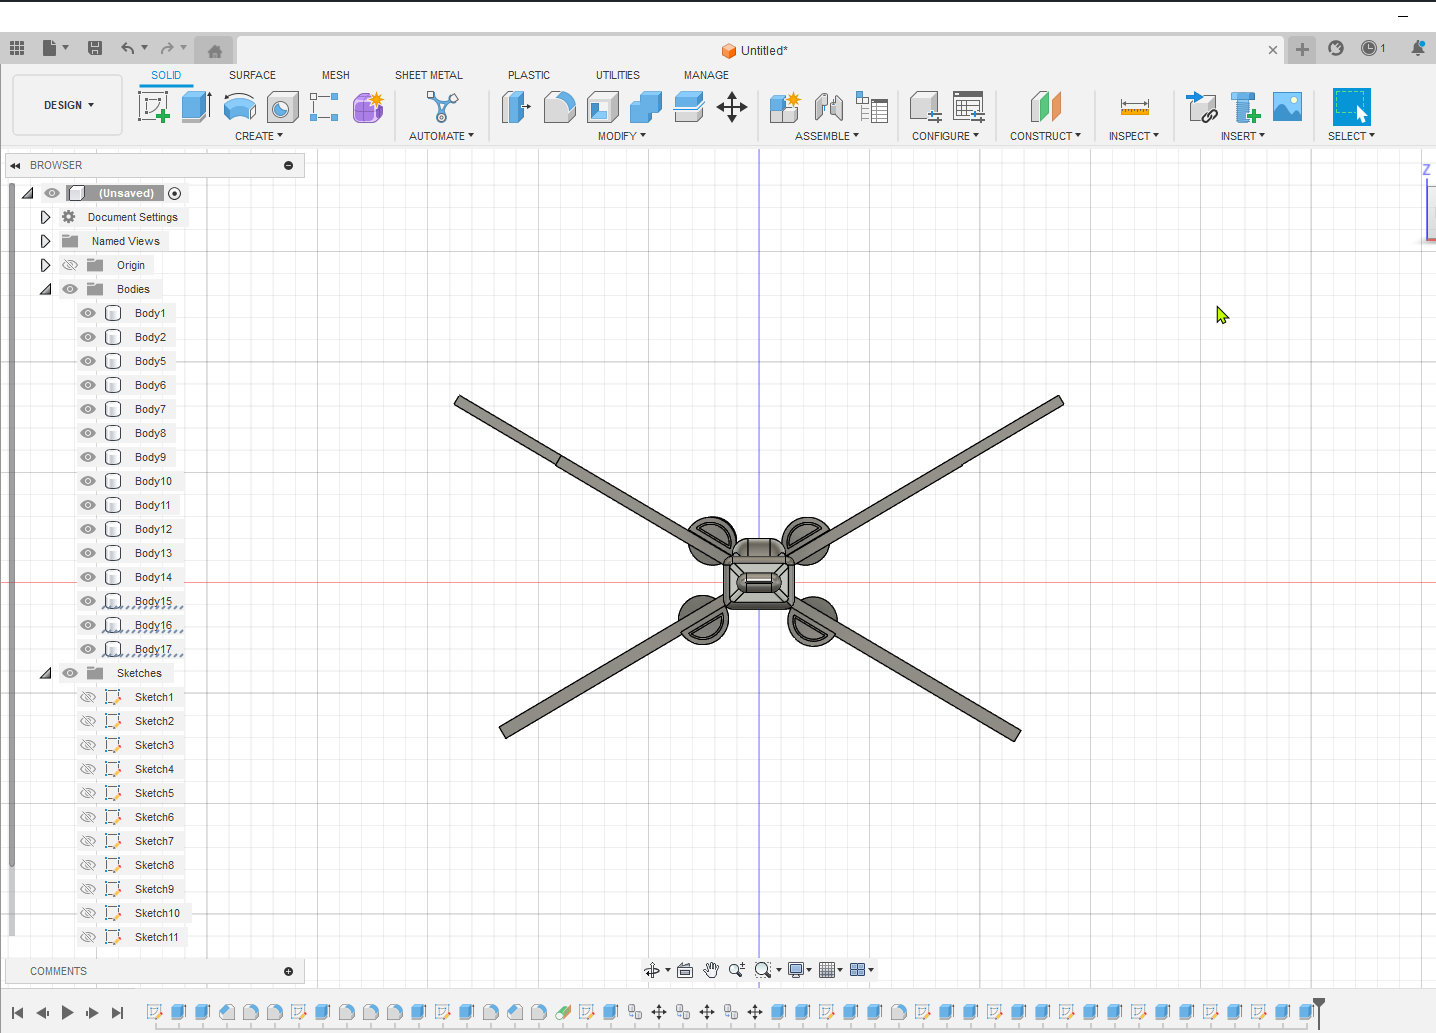 Untitled*
1
DESIGN
SOLID
SURFACE
MESH
SHEET METAL
PLASTIC
UTILITIES
MANAGE
CREATE
AUTOMATE
MODIFY
ASSEMBLE
CONFIGURE
CONSTRUCT
INSPECT
INSERT
SELECT
BROWSER
(Unsaved)
Document Settings
Named Views
Origin
Bodies
Body1
Body2
Body5
Body6
Body7
Body8
Body9
Body10
Body11
Body12
Body13
Body14
Body15
Body16
Body17
Sketches
Sketch1
Sketch2
Sketch3
Sketch4
Sketch5
Sketch6
Sketch7
Sketch8
Sketch9
Sketch10
Sketch11
Z
COMMENTS